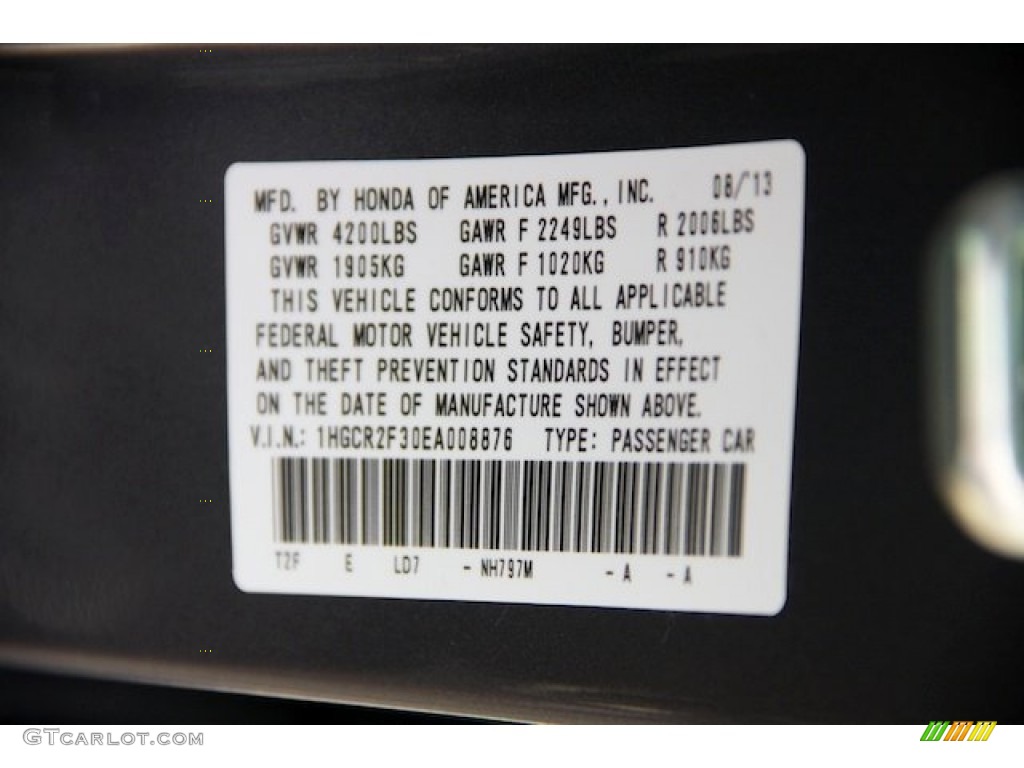 MFD. BY HONDA OF AMERICA MFG., INC. 08/'13
GVWR 4200LBS GAWR F 2249LBS R 2006LBS
GVWR 1905KG GAWR F 1020KG R 910KG
THIS VEHICLE CONFORMS TO ALL APPLICABLE
FEDERAL MOTOR VEHICLE SAFETY, BUMPER,
AND THEFT PREVENTION STANDARDS IN EFFECT
ON THE DATE OF MANUFACTURE SHOWN ABOVE.
V.I.N.: 1HGCR2F30EA008876 TYPE: PASSENGER CAR
T2F E LD7 - NH797M - A - A
GTCARLOT.COM